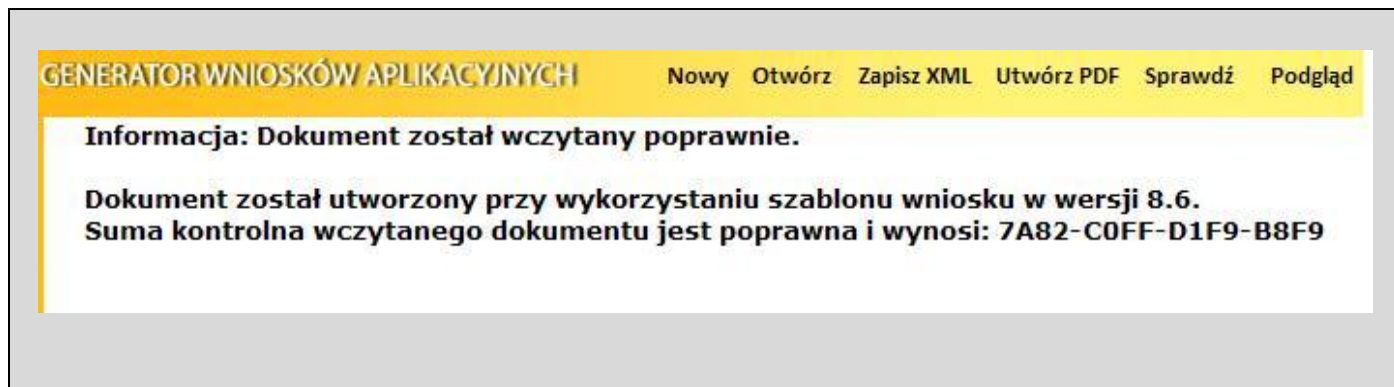 GENERATOR WNIOSKÓW APLIKACYJNYCH Nowy Otwórz Zapisz XML Utwórz PDF Sprawdź Podgląd
Informacja: Dokument został wczytany poprawnie.
Dokument został utworzony przy wykorzystaniu szablonu wniosku w wersji 8.6.
Suma kontrolna wczytanego dokumentu jest poprawna i wynosi: 7A82-C0FF-D1F9-B8F9